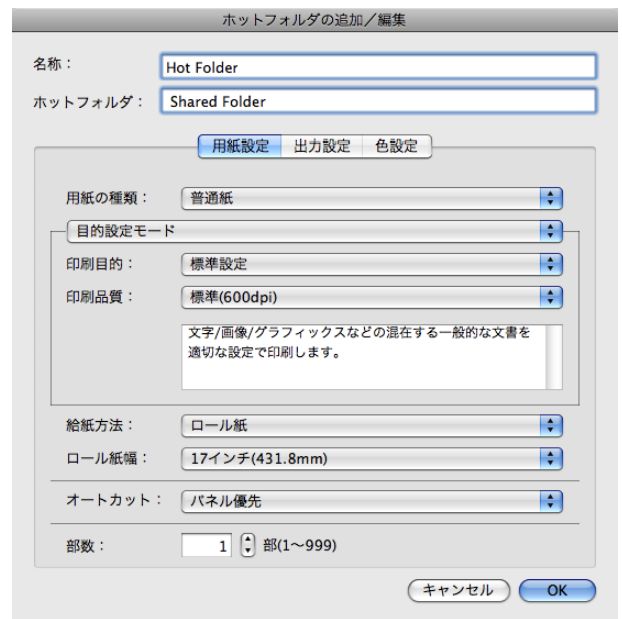 ホットフォルダの追加／編集
名称： Hot Folder
ホットフォルダ： Shared Folder
用紙設定 出力設定 色設定
用紙の種類： 普通紙
目的設定モード
印刷目的： 標準設定
印刷品質： 標準(600dpi)
文字/画像/グラフィックスなどの混在する一般的な文書を
適切な設定で印刷します。
給紙方法： ロール紙
ロール紙幅： 17インチ(431.8mm)
オートカット： パネル優先
部数： 1 部(1〜999)
キャンセル OK